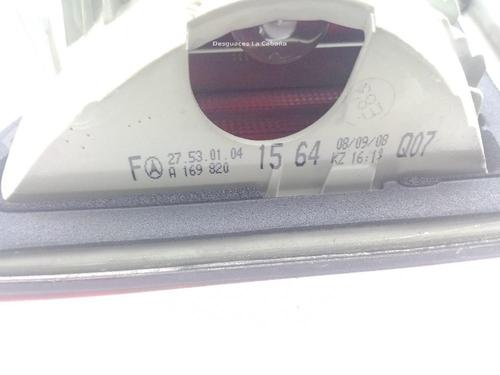 Desguaces La Cabaña
F 27.53.01.04 15 64 08/09/08 Q07
A 169 820 KZ 16:13